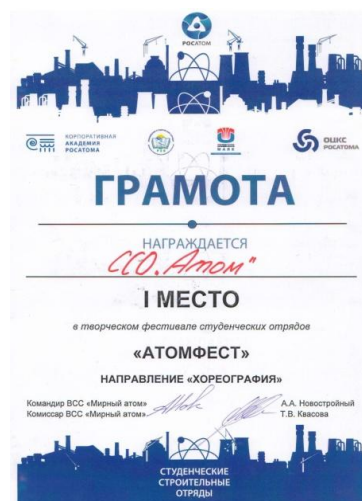 РОСАТОМ
КОРПОРАТИВНАЯ
АКАДЕМИЯ
РОСАТОМА
МАЯК
ОЦКС
РОСАТОМА
ГРАМОТА
НАГРАЖДАЕТСЯ
ССО „Атом"
I МЕСТО
в творческом фестивале студенческих отрядов
«АТОМФЕСТ»
НАПРАВЛЕНИЕ «ХОРЕОГРАФИЯ»
Командир ВСС «Мирный атом» А.А. Новостройный
Комиссар ВСС «Мирный атом» Т.В. Квасова
СТУДЕНЧЕСКИЕ
СТРОИТЕЛЬНЫЕ
ОТРЯДЫ